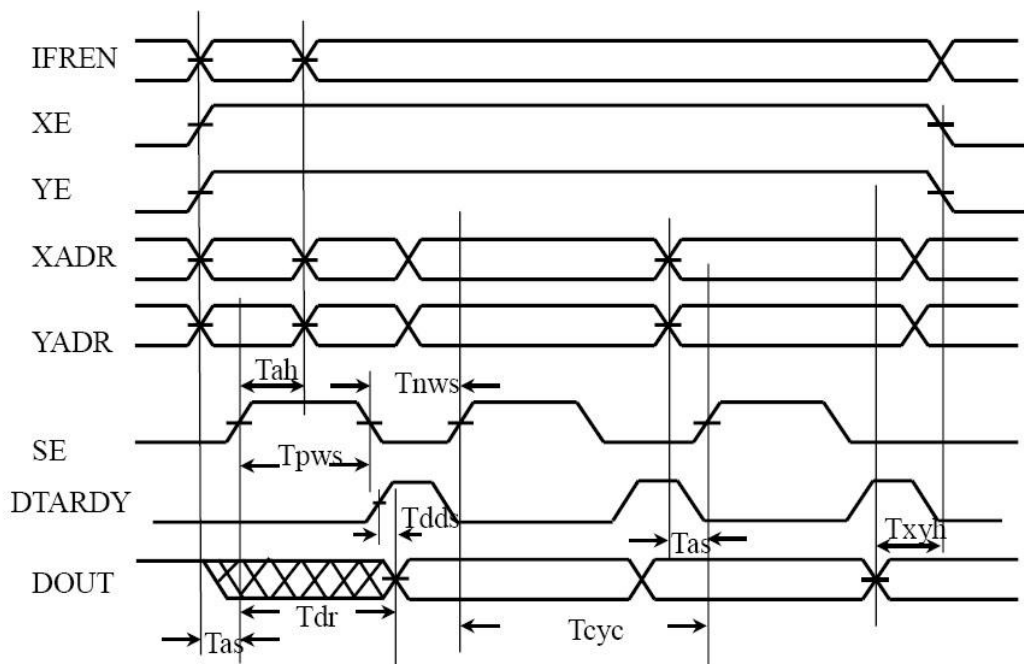 IFREN
XE
YE
XADR
YADR
Tah
Tnws
SE
Tpws
DTARDY
Tdds
Tas
Txyh
DOUT
Tdr
Tcyc
Tas